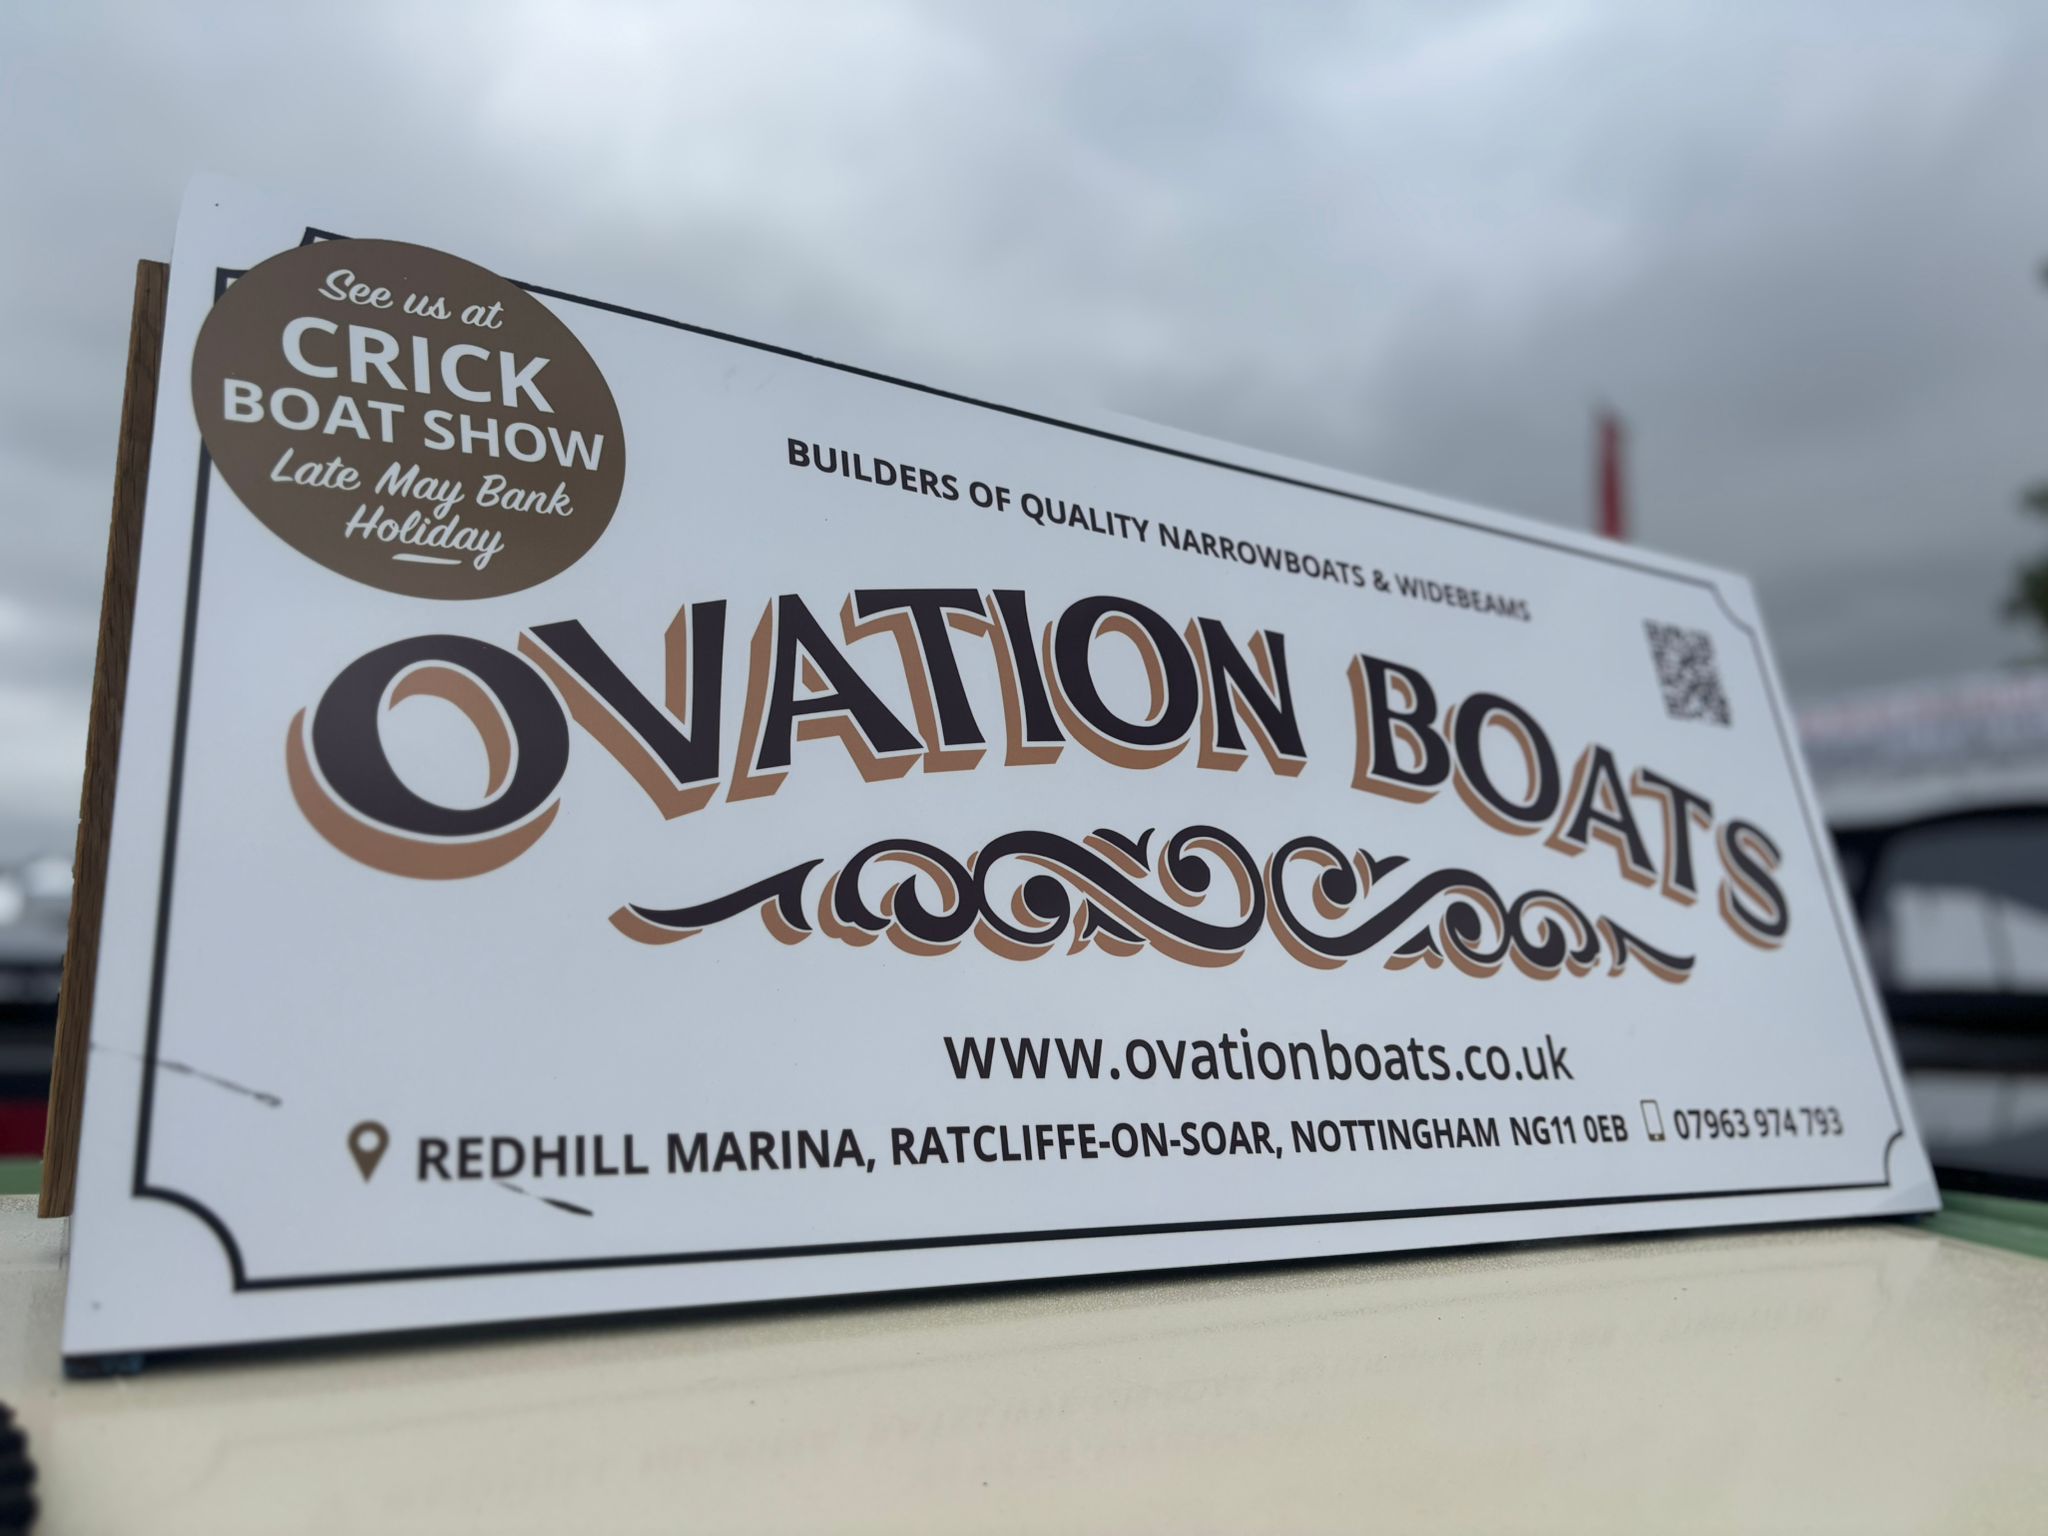 See us at
CRICK
BOAT SHOW
Late May Bank
Holiday
BUILDERS OF QUALITY NARROWBOATS & WIDEBEAMS
OVATION BOATS
www.ovationboats.co.uk
REDHILL MARINA, RATCLIFFE-ON-SOAR, NOTTINGHAM NG11 0EB 07963 974 793